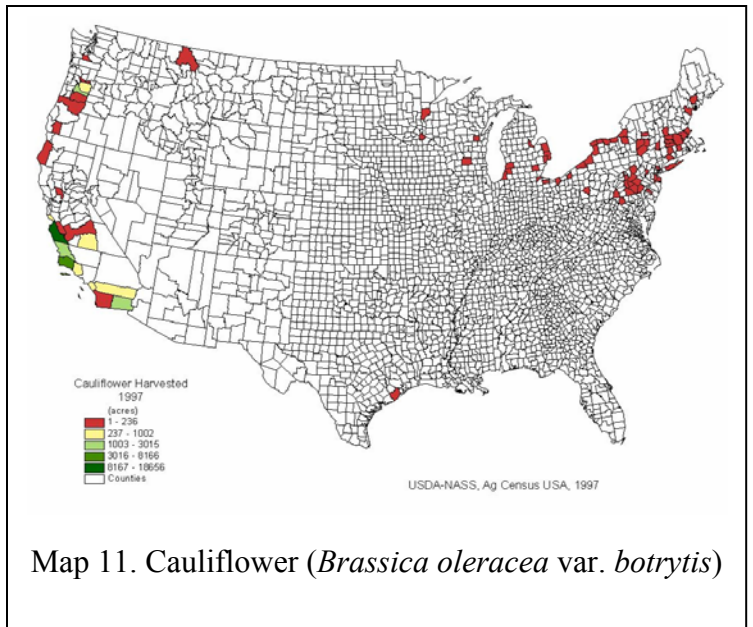 Cauliflower Harvested
1997
(acres)
1 - 236
237 - 1002
1003 - 3015
3016 - 8166
8167 - 18656
Counties
USDA-NASS, Ag Census USA, 1997
Map 11. Cauliflower (Brassica oleracea var. botrytis)